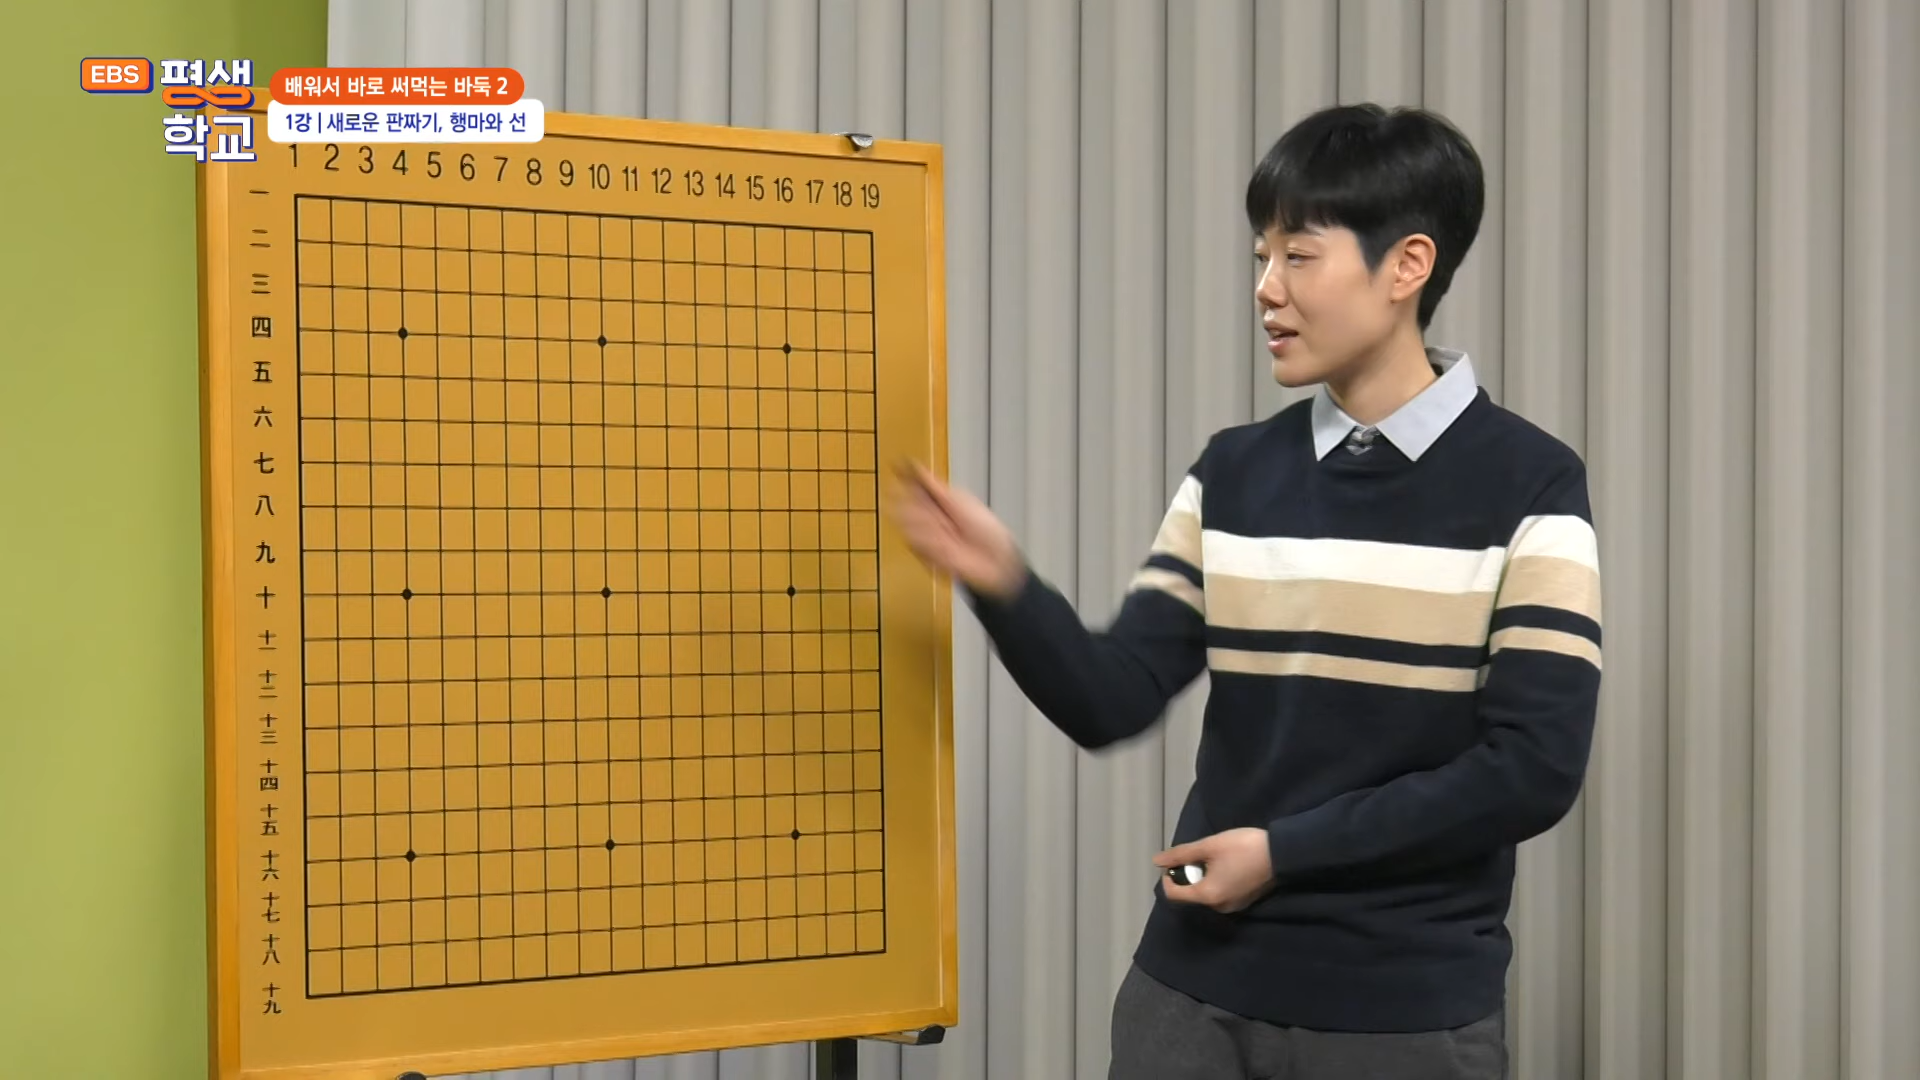 EBS 평생
학교
배워서 바로 써먹는 바둑 2
1강 | 새로운 판짜기, 행마와 선
1 2 3 4 5 6 7 8 9 10 11 12 13 14 15 16 17 18 19
一
二
三
四
五
六
七
八
九
十
十一
十二
十三
十四
十五
十六
十七
十八
十九